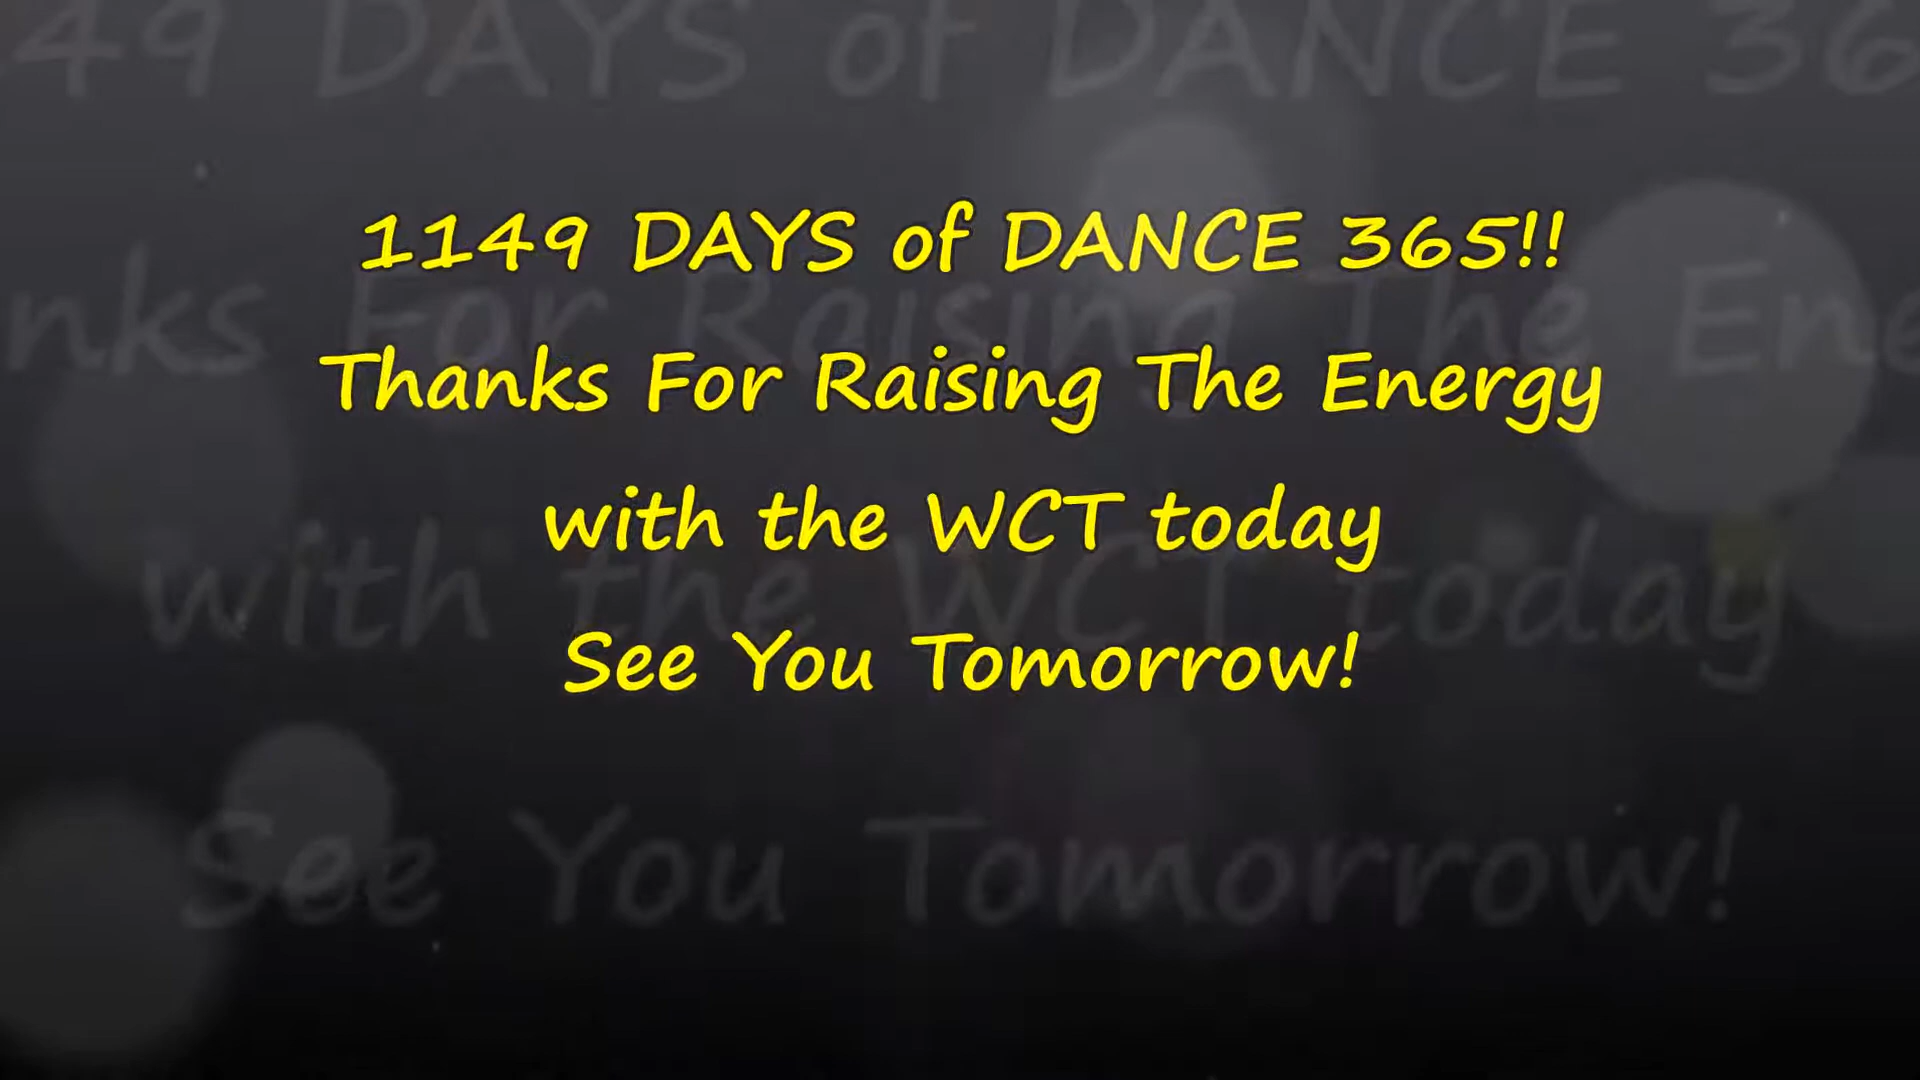 1149 DAYS of DANCE 365!!
Thanks For Raising The Energy
with the WCT today
See You Tomorrow!